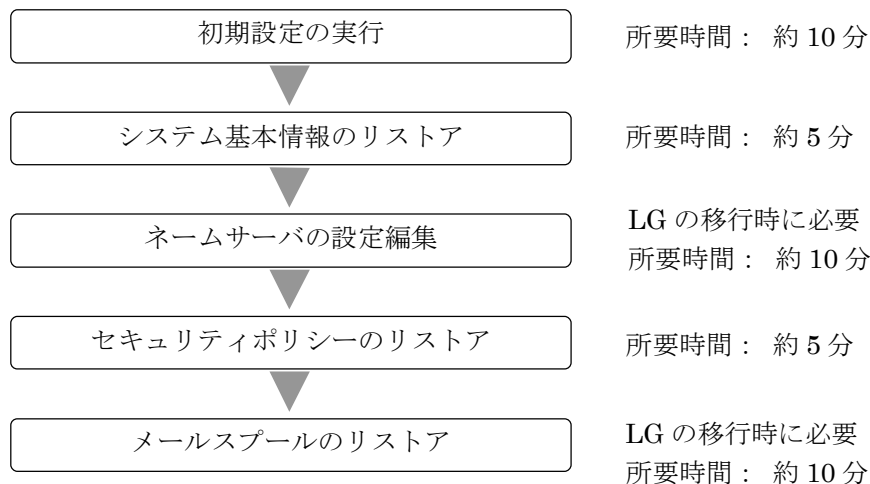 初期設定の実行
所要時間： 約 10 分
システム基本情報のリストア
所要時間： 約 5 分
ネームサーバの設定編集
LG の移行時に必要
所要時間： 約 10 分
セキュリティポリシーのリストア
所要時間： 約 5 分
メールスプールのリストア
LG の移行時に必要
所要時間： 約 10 分